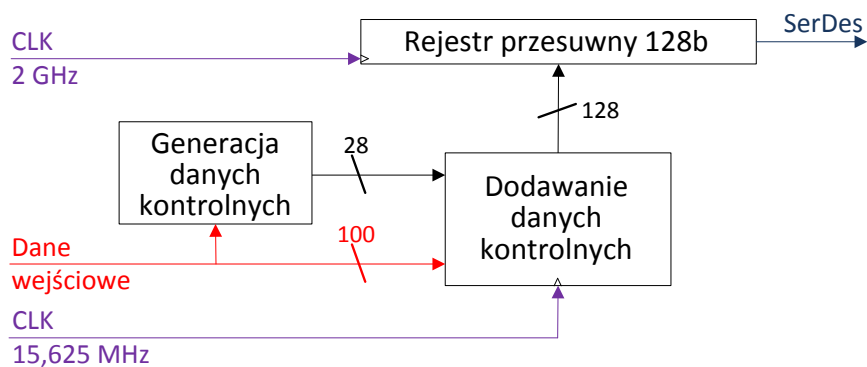 SerDes
CLK
2 GHz
Rejestr przesuwny 128b
128
Generacja
danych
kontrolnych
28
Dodawanie
danych
kontrolnych
Dane
wejściowe
100
CLK
15,625 MHz